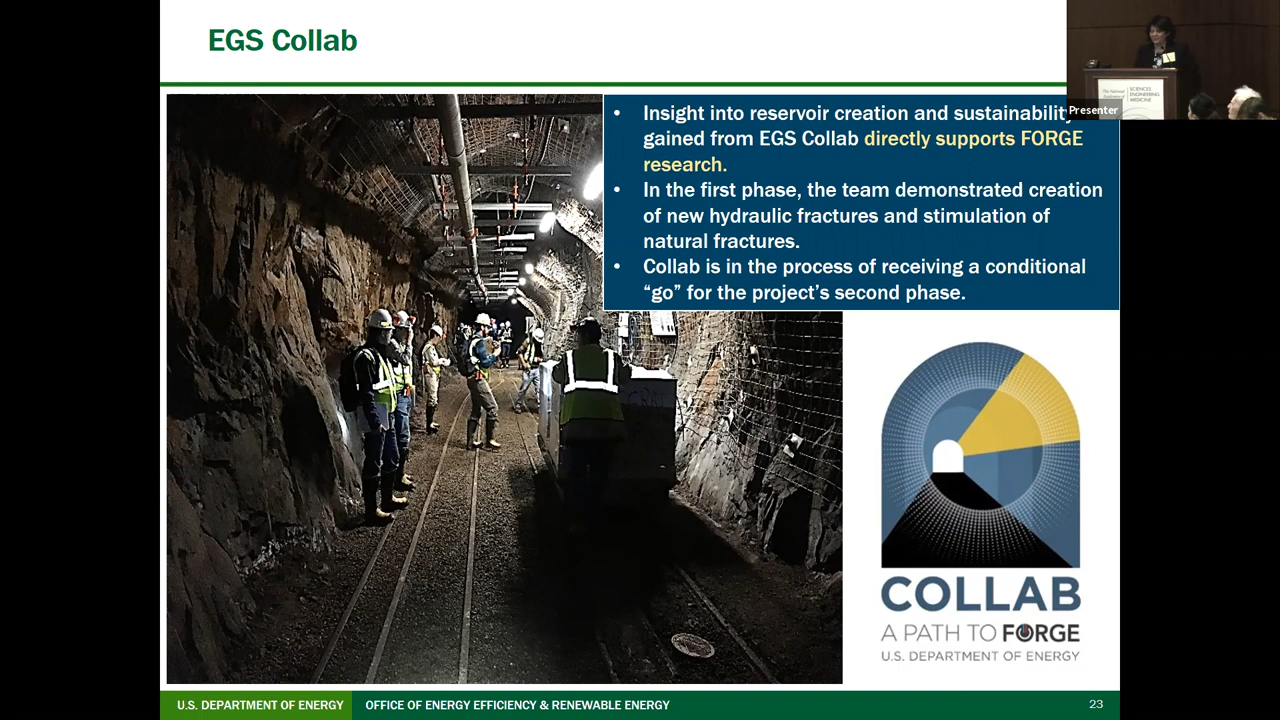 EGS Collab
• Insight into reservoir creation and sustainability
gained from EGS Collab directly supports FORGE
research.
• In the first phase, the team demonstrated creation
of new hydraulic fractures and stimulation of
natural fractures.
• Collab is in the process of receiving a conditional
“go” for the project’s second phase.
SCIENCES
ENGINEERING
MEDICINE
Presenter
COLLAB
A PATH TO FORGE
U.S. DEPARTMENT OF ENERGY
U.S. DEPARTMENT OF ENERGY
OFFICE OF ENERGY EFFICIENCY & RENEWABLE ENERGY
23